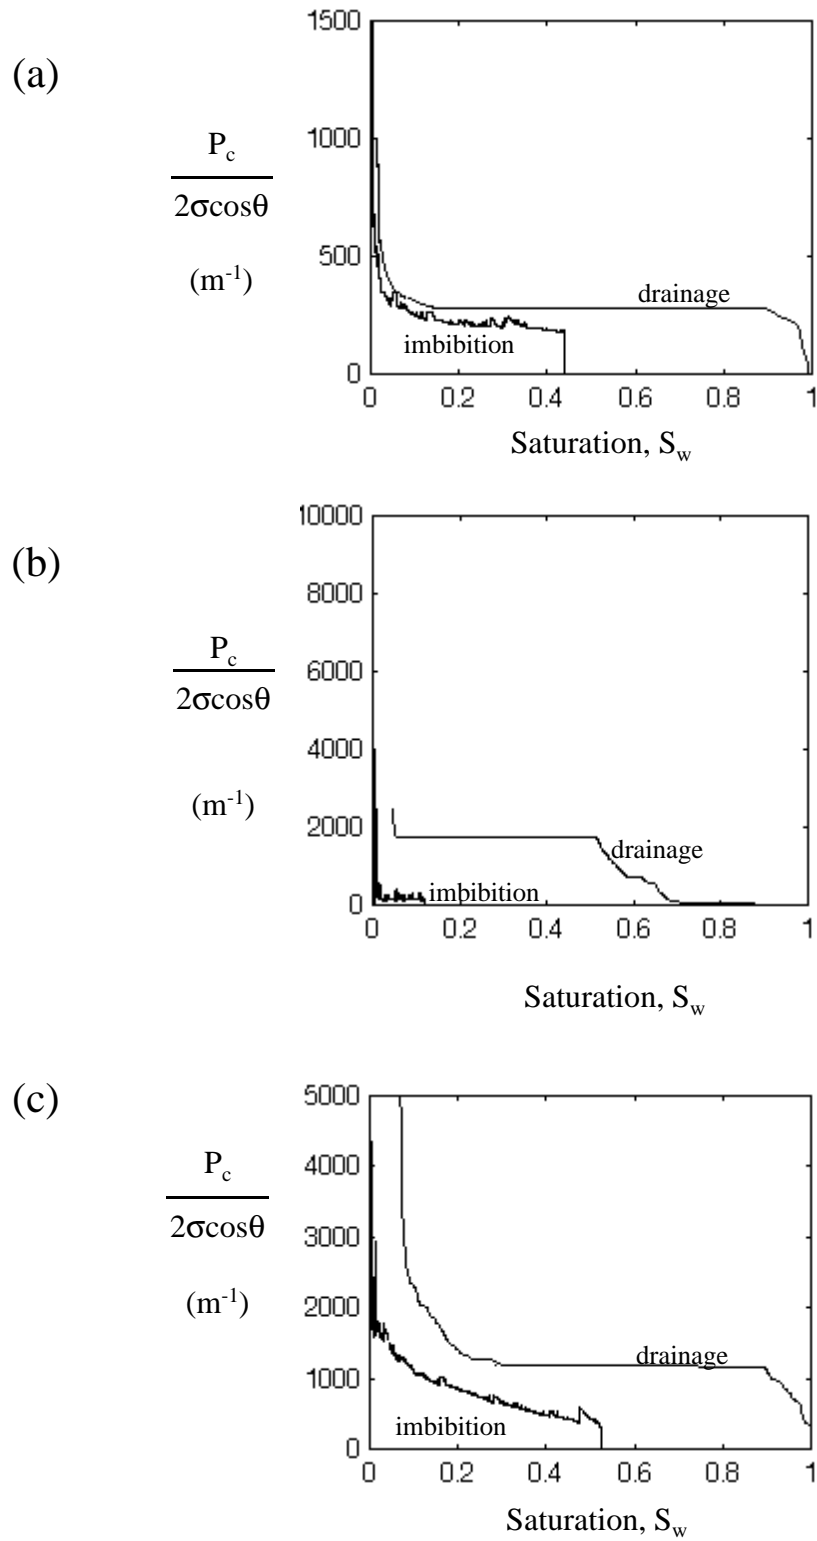 (a)
P_c
2σcosθ
(m^-1)
1500
1000
500
0
drainage
imbibition
0 0.2 0.4 0.6 0.8 1
Saturation, S_w
(b)
P_c
2σcosθ
(m^-1)
10000
8000
6000
4000
2000
0
drainage
imbibition
0 0.2 0.4 0.6 0.8 1
Saturation, S_w
(c)
P_c
2σcosθ
(m^-1)
5000
4000
3000
2000
1000
0
drainage
imbibition
0 0.2 0.4 0.6 0.8 1
Saturation, S_w